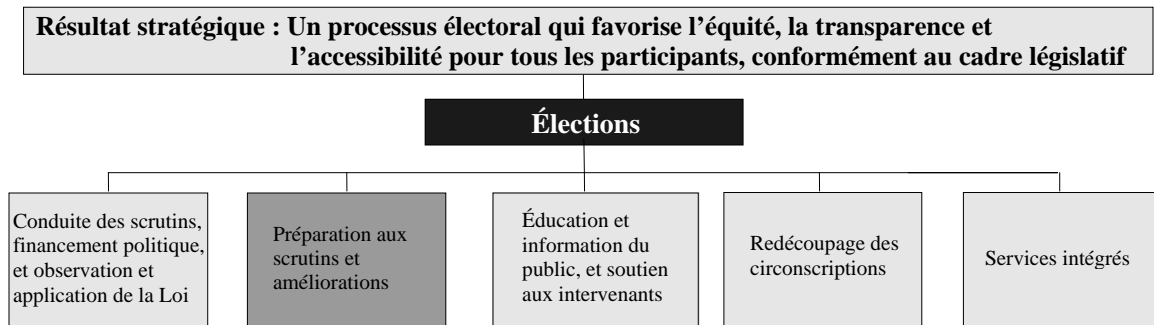 Résultat stratégique : Un processus électoral qui favorise l'équité, la transparence et
l'accessibilité pour tous les participants, conformément au cadre législatif
Élections
Conduite des scrutins,
financement politique,
et observation et
application de la Loi
Préparation aux
scrutins et
améliorations
Éducation et
information du
public, et soutien
aux intervenants
Redécoupage des
circonscriptions
Services intégrés